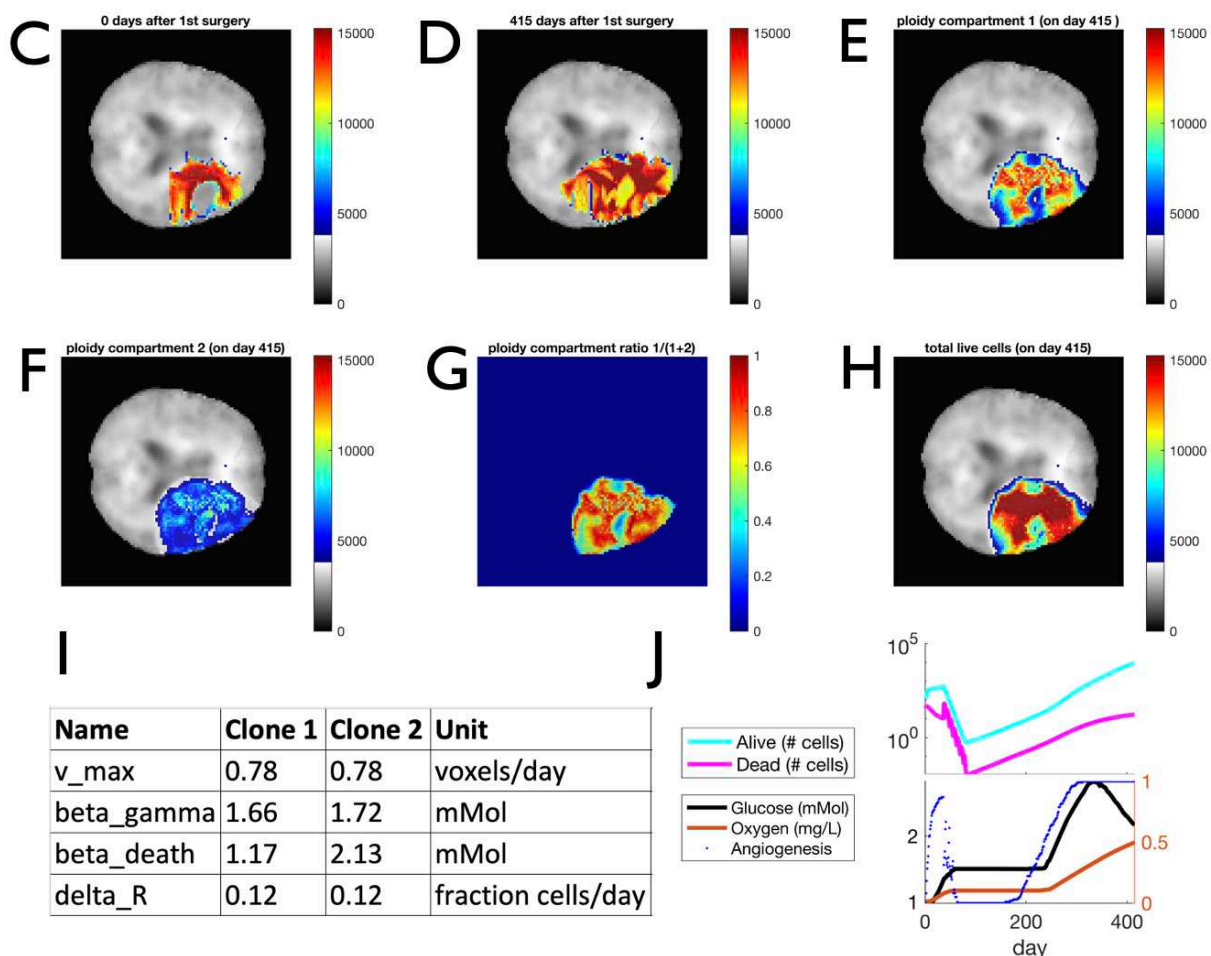 C
0 days after 1st surgery
15000
10000
5000
0
D
415 days after 1st surgery
15000
10000
5000
0
E
ploidy compartment 1 (on day 415 )
15000
10000
5000
0
F
ploidy compartment 2 (on day 415)
15000
10000
5000
0
G
ploidy compartment ratio 1/(1+2)
1
0.8
0.6
0.4
0.2
0
H
total live cells (on day 415)
15000
10000
5000
0
I
Name Clone 1 Clone 2 Unit
v_max 0.78 0.78 voxels/day
beta_gamma 1.66 1.72 mMol
beta_death 1.17 2.13 mMol
delta_R 0.12 0.12 fraction cells/day
J
Alive (# cells)
Dead (# cells)
Glucose (mMol)
Oxygen (mg/L)
Angiogenesis
10^5
10^0
2
1
1
0.5
0
0 200 400
day